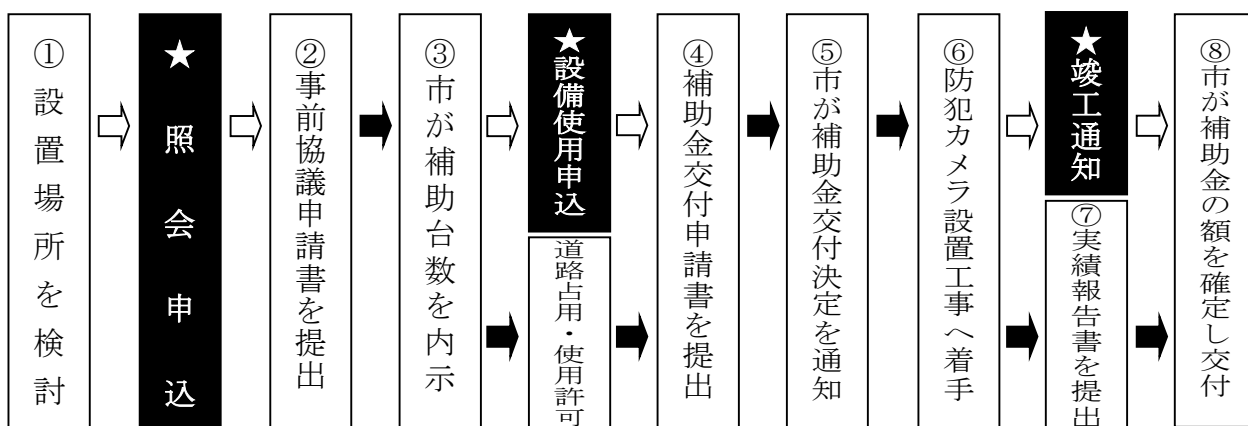 ①設置場所を検討
★照会申込
②事前協議申請書を提出
③市が補助台数を内示
★設備使用申込
道路占用・使用許可
④補助金交付申請書を提出
⑤市が補助金交付決定を通知
⑥防犯カメラ設置工事へ着手
★竣工通知
⑦実績報告書を提出
⑧市が補助金の額を確定し交付